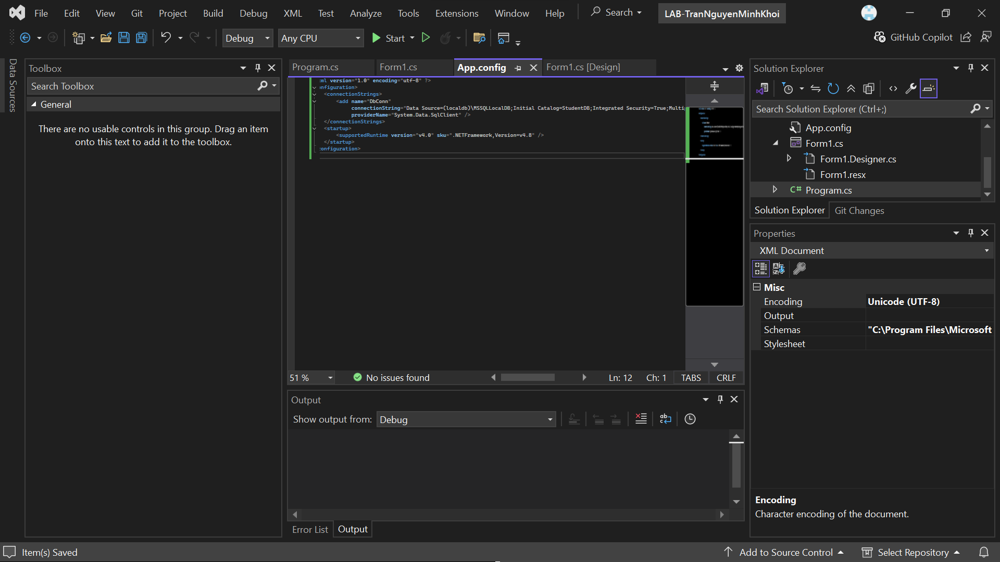 File Edit View Git Project Build Debug XML Test Analyze Tools Extensions Window Help Search LAB-TranNguyenMinhKhoi
Debug Any CPU Start GitHub Copilot
Data Sources
Toolbox
Search Toolbox
General
There are no usable controls in this group. Drag an item
onto this text to add it to the toolbox.
Program.cs Form1.cs App.config Form1.cs [Design]
ml version="1.0" encoding="utf-8" ?>
onfiguration>
<connectionStrings>
<add name="DbConn"
connectionString="Data Source=(localdb)\MSSQLLocalDB;Initial Catalog=StudentDB;Integrated Security=True;Multi
providerName="System.Data.SqlClient" />
</connectionStrings>
<startup>
<supportedRuntime version="v4.0" sku=".NETFramework,Version=v4.8" />
</startup>
onfiguration>
51 % No issues found Ln: 12 Ch: 1 TABS CRLF
Output
Show output from: Debug
Error List Output
Solution Explorer
Search Solution Explorer (Ctrl+;)
App.config
Form1.cs
Form1.Designer.cs
Form1.resx
C# Program.cs
Solution Explorer Git Changes
Properties
XML Document
Misc
Encoding Unicode (UTF-8)
Output
Schemas "C:\Program Files\Microsoft
Stylesheet
Encoding
Character encoding of the document.
Item(s) Saved Add to Source Control Select Repository